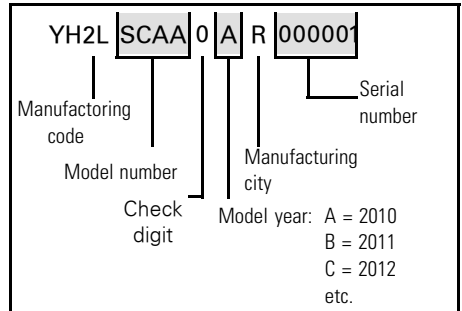 YH2L SCAA 0 A R 000001
Serial
number
Manufactoring
code
Manufacturing
city
Model number
Check
digit
Model year: A = 2010
B = 2011
C = 2012
etc.